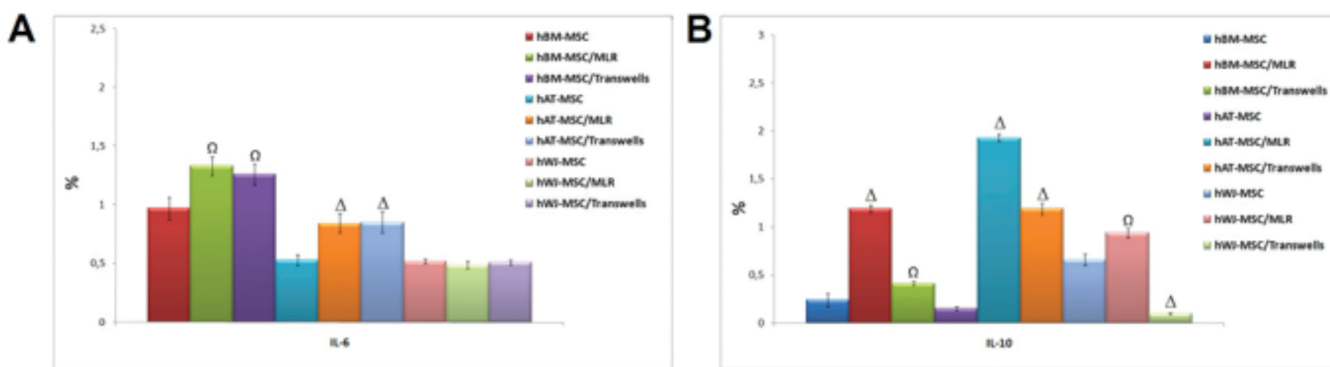 A
2,5
2
1,5
1
0,5
0
%
Ω
Ω
Δ
Δ
IL-6
hBM-MSC
hBM-MSC/MLR
hBM-MSC/Transwells
hAT-MSC
hAT-MSC/MLR
hAT-MSC/Transwells
hWJ-MSC
hWJ-MSC/MLR
hWJ-MSC/Transwells
B
3
2,5
2
1,5
1
0,5
0
%
Δ
Ω
Δ
Δ
Ω
Δ
IL-10
hBM-MSC
hBM-MSC/MLR
hBM-MSC/Transwells
hAT-MSC
hAT-MSC/MLR
hAT-MSC/Transwells
hWJ-MSC
hWJ-MSC/MLR
hWJ-MSC/Transwells